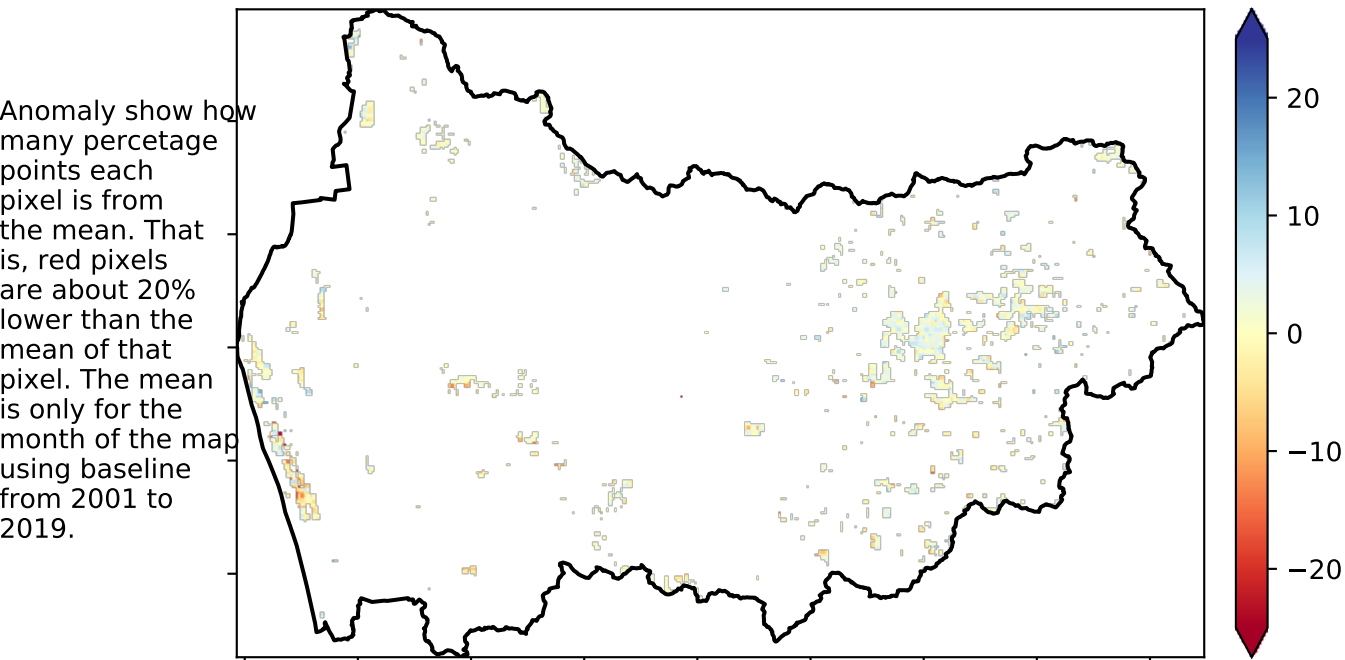 Anomaly show how
many percetage
points each
pixel is from
the mean. That
is, red pixels
are about 20%
lower than the
mean of that
pixel. The mean
is only for the
month of the map
using baseline
from 2001 to
2019.
20
10
0
−10
−20